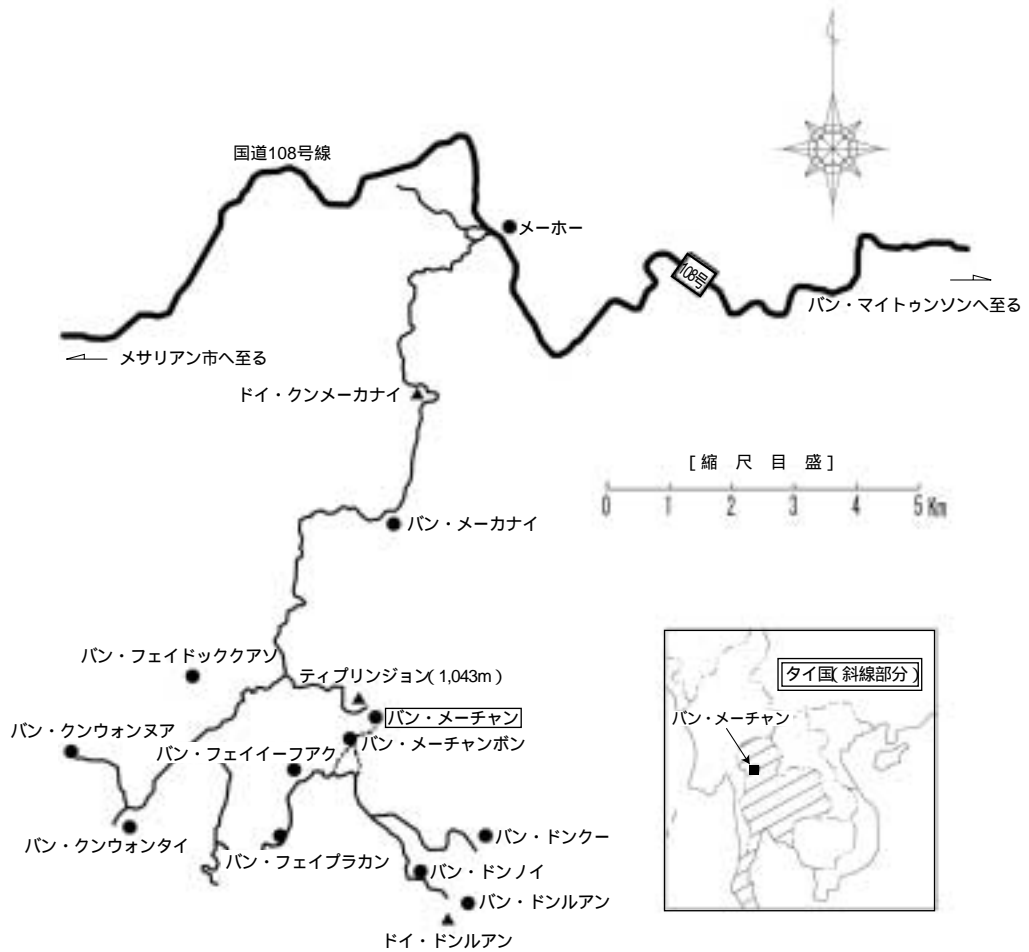 国道108号線
メーホー
108号
バン・マイトゥンソンへ至る
メサリアン市へ至る
ドイ・クンメーカナイ
[縮 尺 目 盛]
0 1 2 3 4 5 Km
バン・メーカナイ
バン・フェイドッククアソ
ティプリンジョン(1,043m)
タイ国(斜線部分)
バン・メーチャン
バン・メーチャン
バン・クンウォンヌア
バン・メーチャンボン
バン・フェイイーフアク
バン・ドンクー
バン・クンウォンタイ
バン・フェイプラカン
バン・ドンノイ
バン・ドンルアン
ドイ・ドンルアン